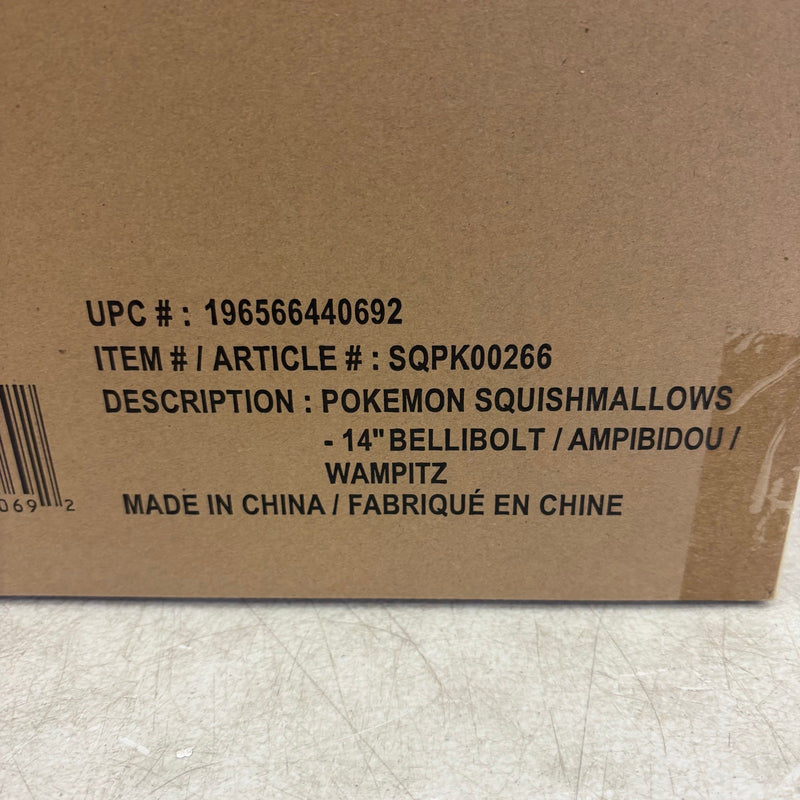 UPC # : 196566440692
ITEM # / ARTICLE # : SQPK00266
DESCRIPTION : POKEMON SQUISHMALLOWS
- 14" BELLIBOLT / AMPIBIDOU /
WAMPITZ
MADE IN CHINA / FABRIQUÉ EN CHINE
069 2